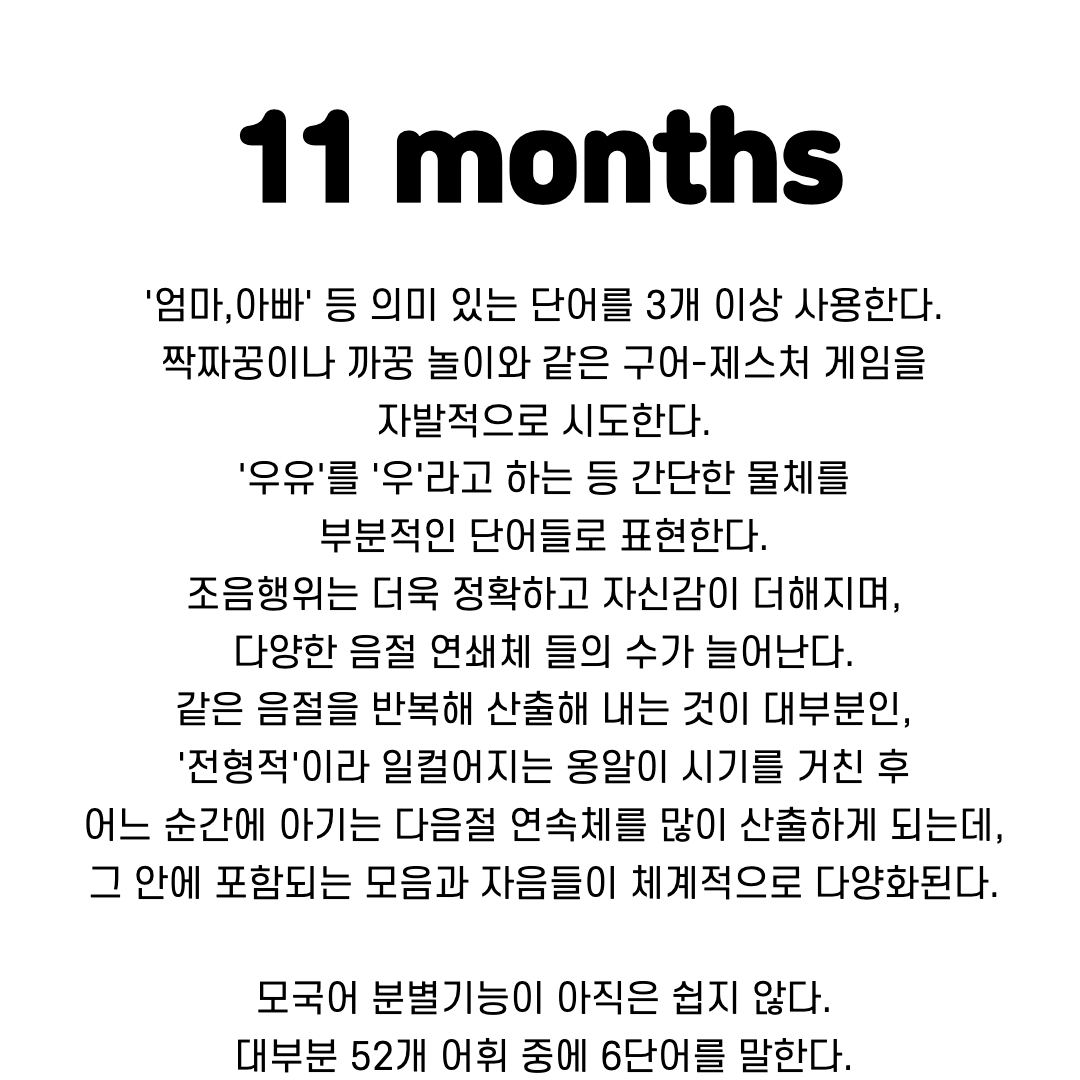 11 months
'엄마,아빠' 등 의미 있는 단어를 3개 이상 사용한다.
짝짜꿍이나 까꿍 놀이와 같은 구어-제스처 게임을
자발적으로 시도한다.
'우유'를 '우'라고 하는 등 간단한 물체를
부분적인 단어들로 표현한다.
조음행위는 더욱 정확하고 자신감이 더해지며,
다양한 음절 연쇄체 들의 수가 늘어난다.
같은 음절을 반복해 산출해 내는 것이 대부분인,
'전형적'이라 일컬어지는 옹알이 시기를 거친 후
어느 순간에 아기는 다음절 연속체를 많이 산출하게 되는데,
그 안에 포함되는 모음과 자음들이 체계적으로 다양화된다.
모국어 분별기능이 아직은 쉽지 않다.
대부분 52개 어휘 중에 6단어를 말한다.